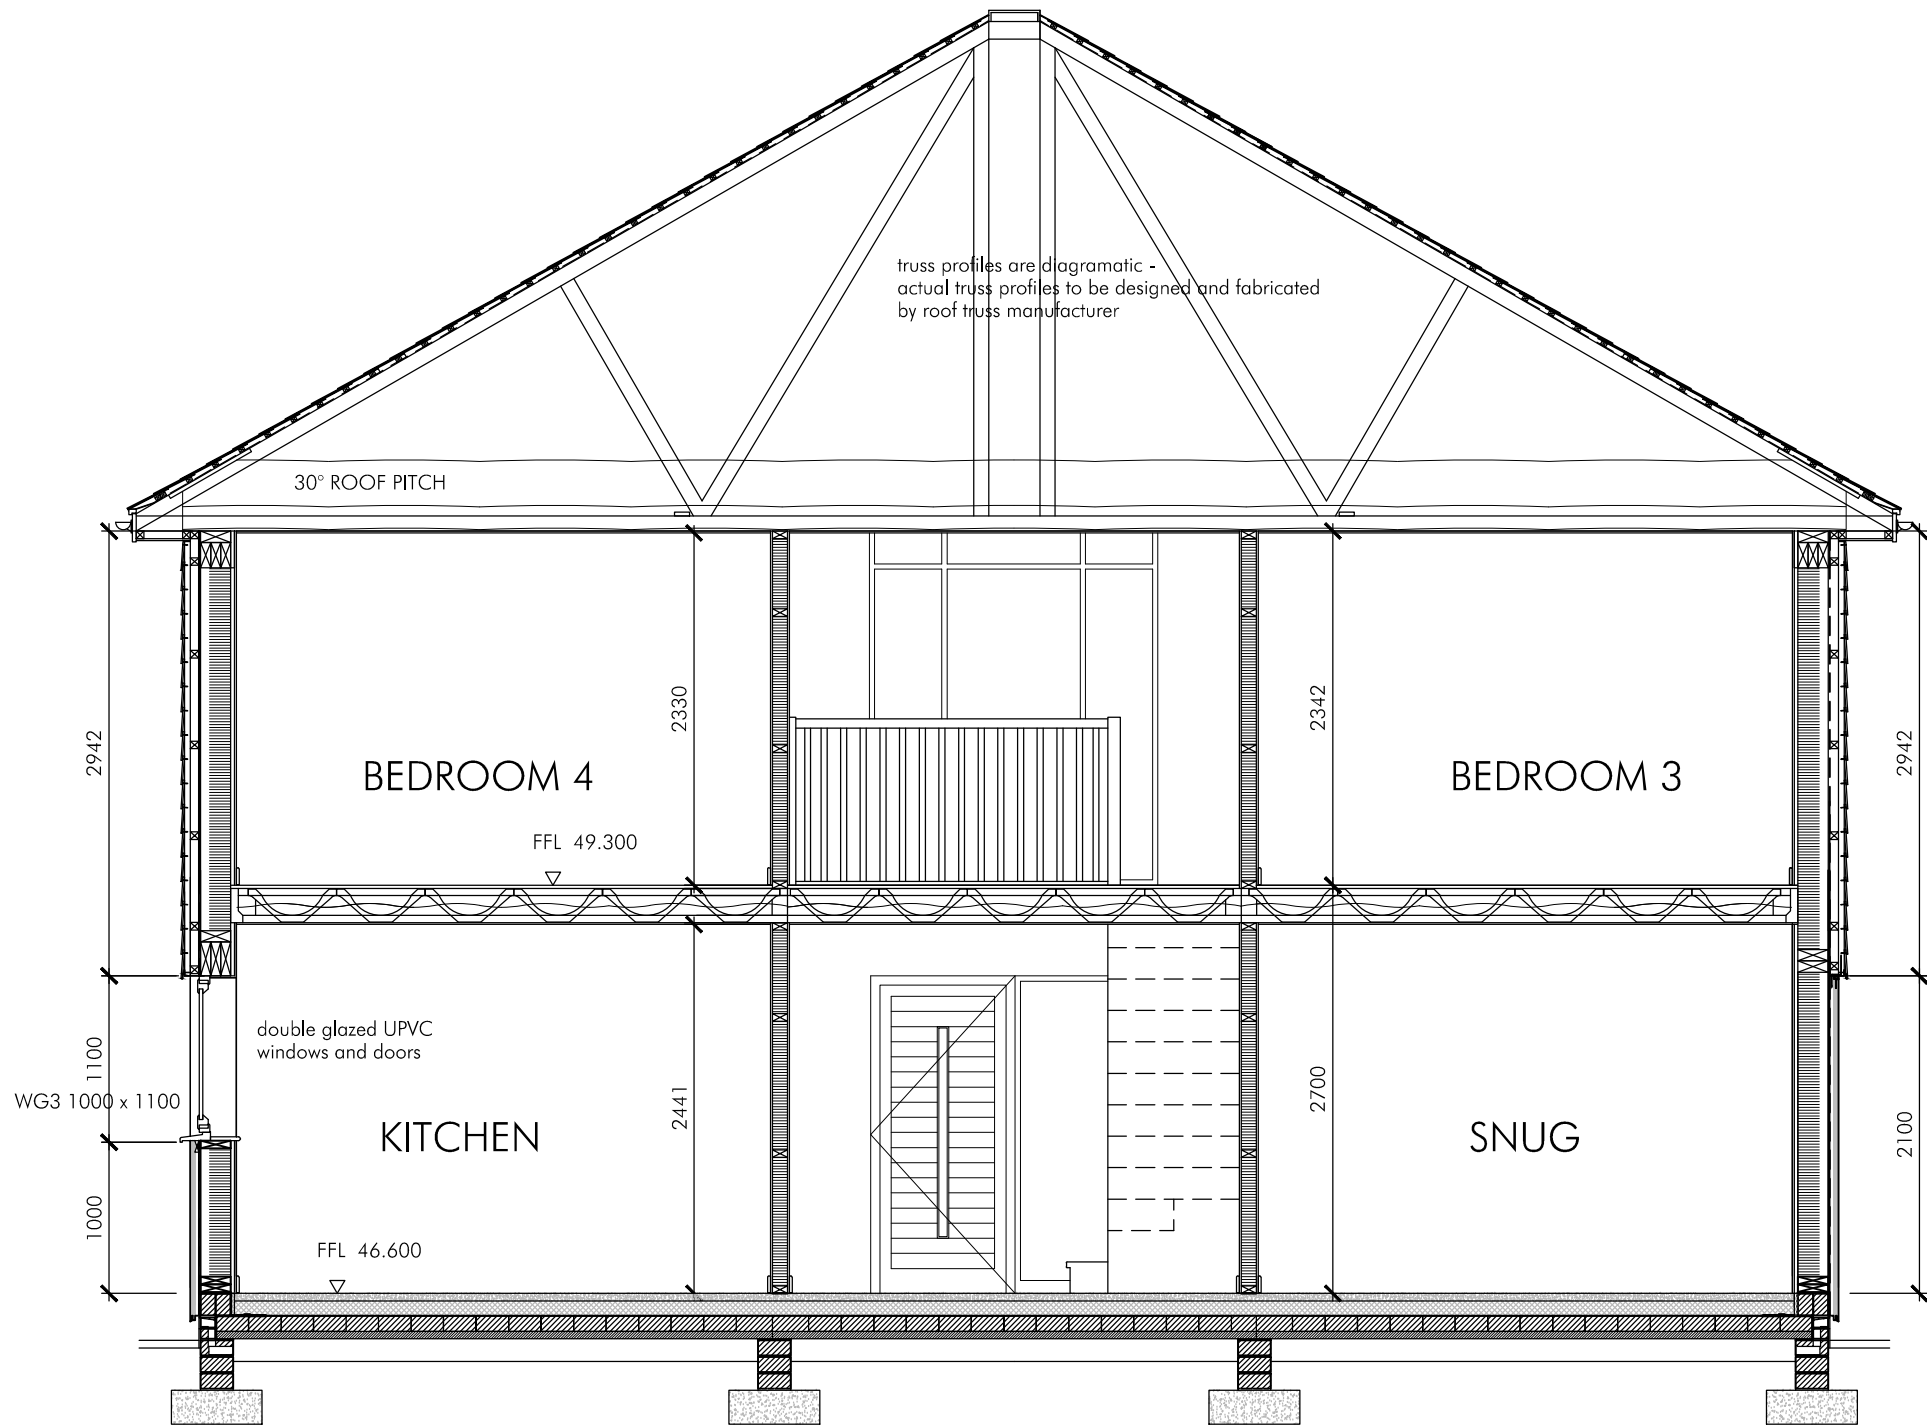 truss profiles are diagramatic -
actual truss profiles to be designed and fabricated
by roof truss manufacturer
30° ROOF PITCH
2330
2342
2942
2942
BEDROOM 4
BEDROOM 3
FFL 49.300
double glazed UPVC
windows and doors
1100
WG3 1000 x 1100
2441
2700
KITCHEN
SNUG
2100
1000
FFL 46.600